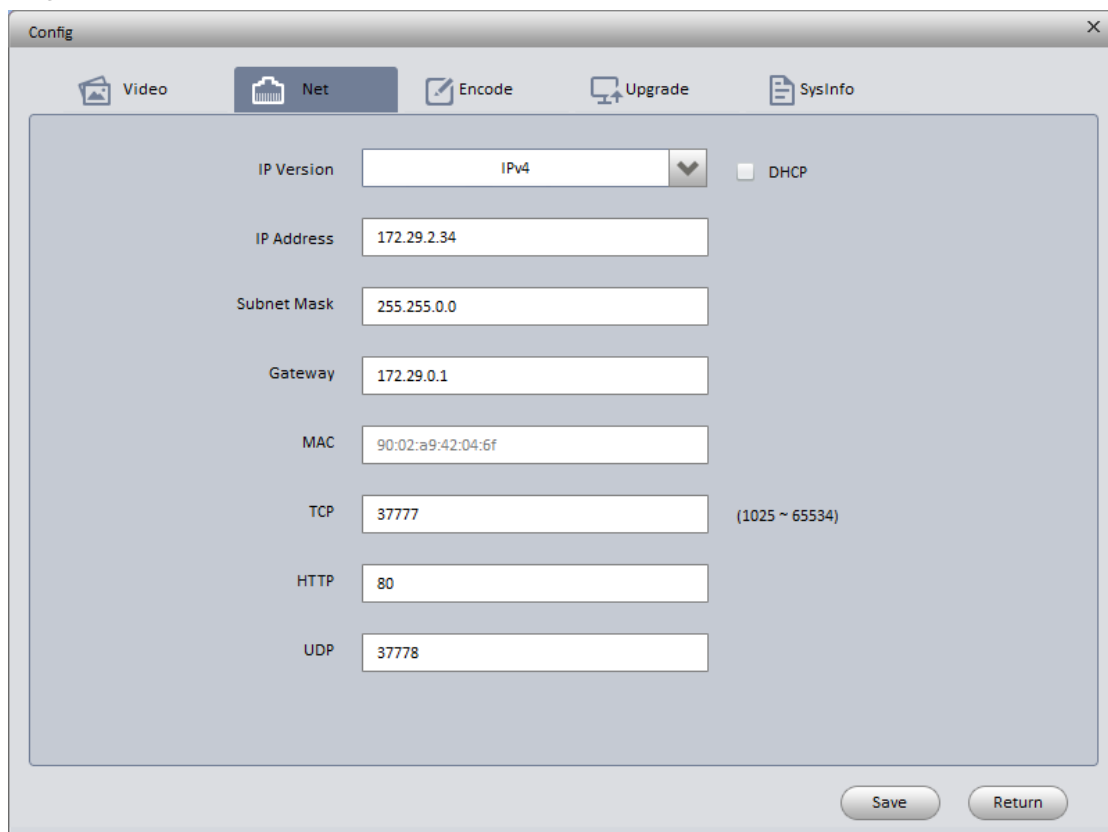 Config
Video Net Encode Upgrade SysInfo
IP Version IPv4 DHCP
IP Address 172.29.2.34
Subnet Mask 255.255.0.0
Gateway 172.29.0.1
MAC 90:02:a9:42:04:6f
TCP 37777 (1025 ~ 65534)
HTTP 80
UDP 37778
Save Return